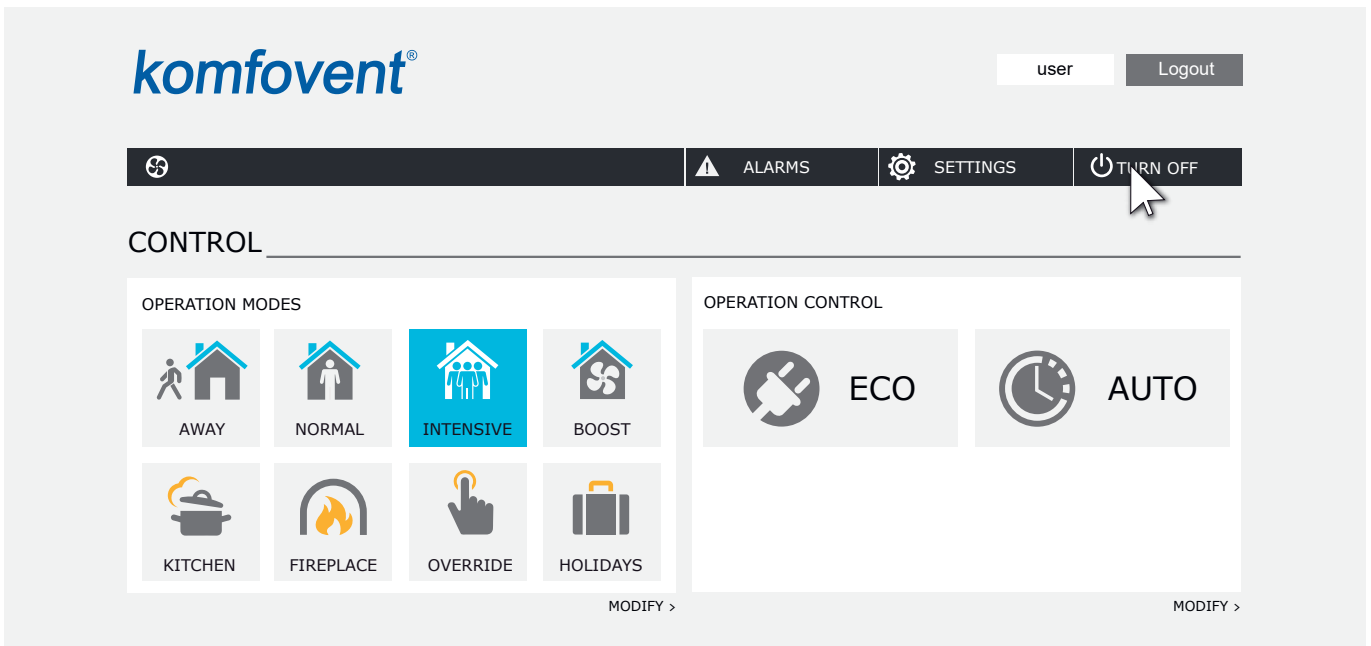 komfovent®
user
Logout
ALARMS
SETTINGS
TURN OFF
CONTROL
OPERATION MODES
AWAY
NORMAL
INTENSIVE
BOOST
KITCHEN
FIREPLACE
OVERRIDE
HOLIDAYS
MODIFY >
OPERATION CONTROL
ECO
AUTO
MODIFY >